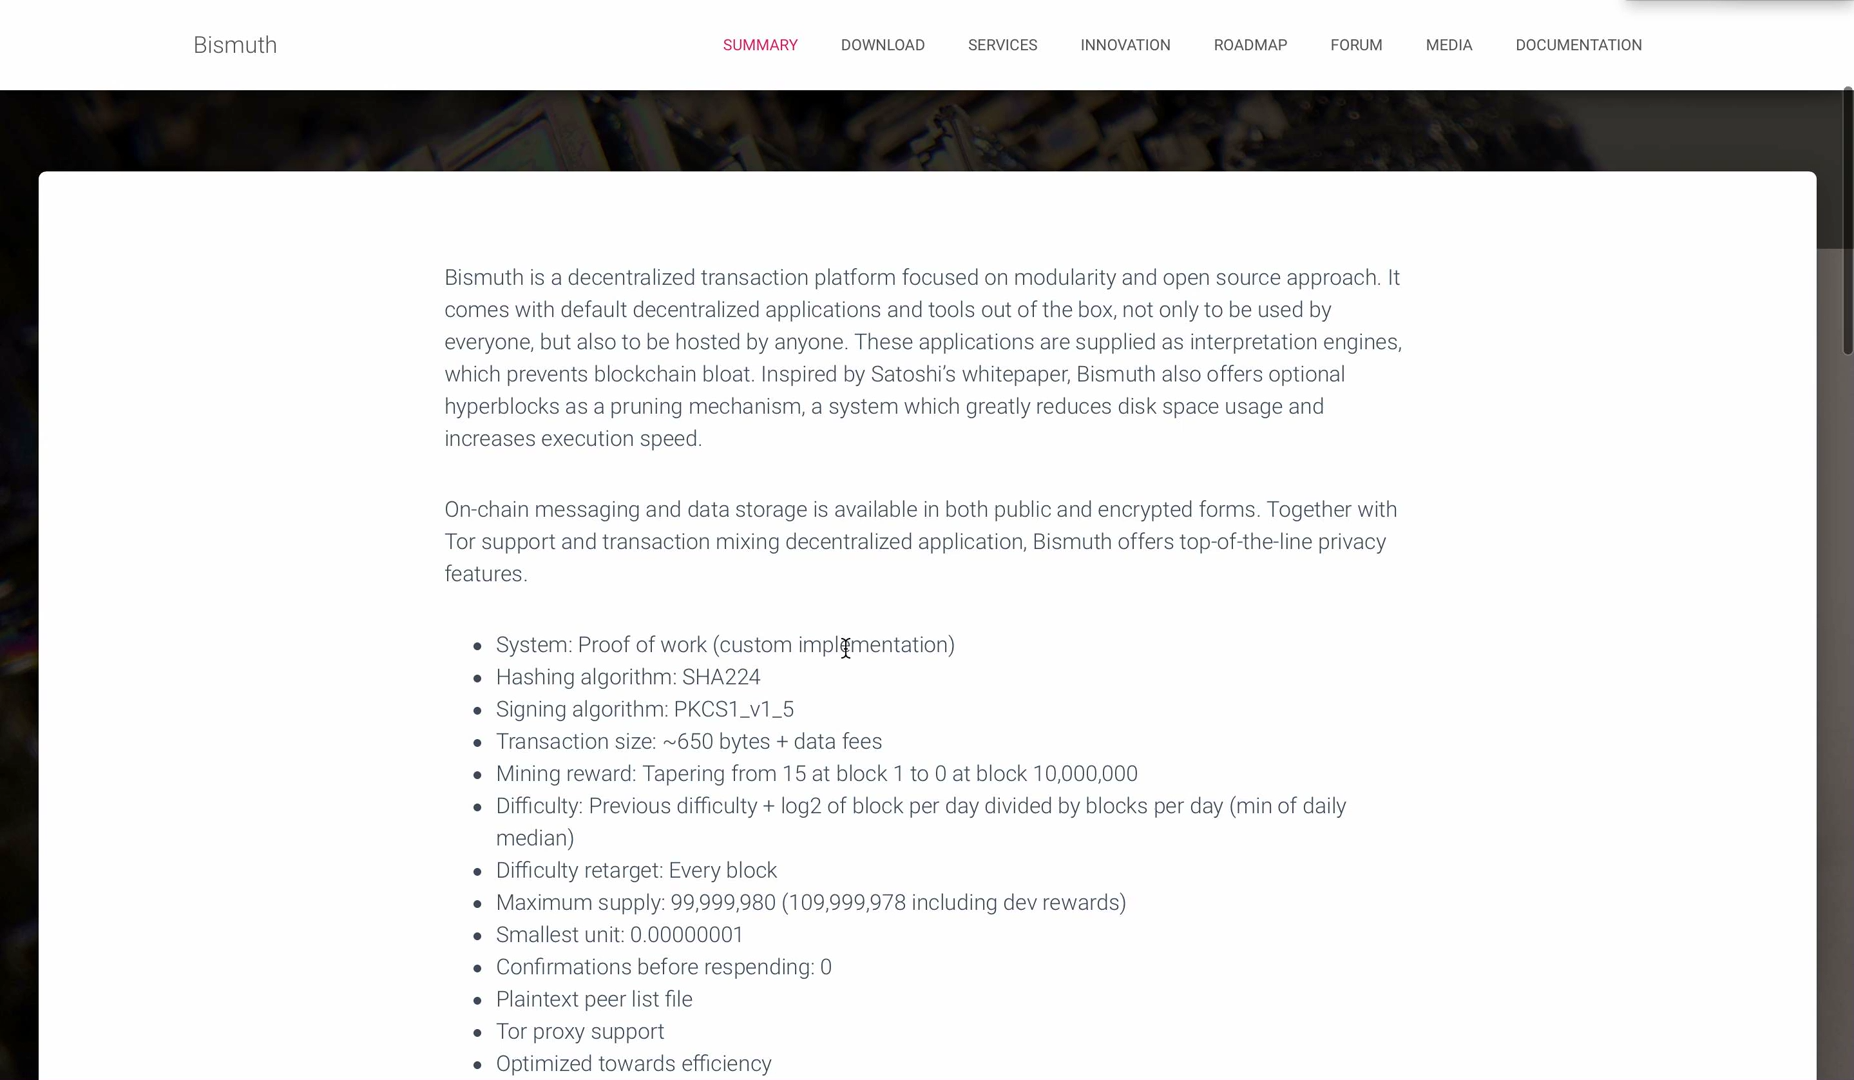 Bismuth
SUMMARY DOWNLOAD SERVICES INNOVATION ROADMAP FORUM MEDIA DOCUMENTATION
Bismuth is a decentralized transaction platform focused on modularity and open source approach. It
comes with default decentralized applications and tools out of the box, not only to be used by
everyone, but also to be hosted by anyone. These applications are supplied as interpretation engines,
which prevents blockchain bloat. Inspired by Satoshi’s whitepaper, Bismuth also offers optional
hyperblocks as a pruning mechanism, a system which greatly reduces disk space usage and
increases execution speed.
On-chain messaging and data storage is available in both public and encrypted forms. Together with
Tor support and transaction mixing decentralized application, Bismuth offers top-of-the-line privacy
features.
• System: Proof of work (custom implementation)
• Hashing algorithm: SHA224
• Signing algorithm: PKCS1_v1_5
• Transaction size: ~650 bytes + data fees
• Mining reward: Tapering from 15 at block 1 to 0 at block 10,000,000
• Difficulty: Previous difficulty + log2 of block per day divided by blocks per day (min of daily
median)
• Difficulty retarget: Every block
• Maximum supply: 99,999,980 (109,999,978 including dev rewards)
• Smallest unit: 0.00000001
• Confirmations before respending: 0
• Plaintext peer list file
• Tor proxy support
• Optimized towards efficiency